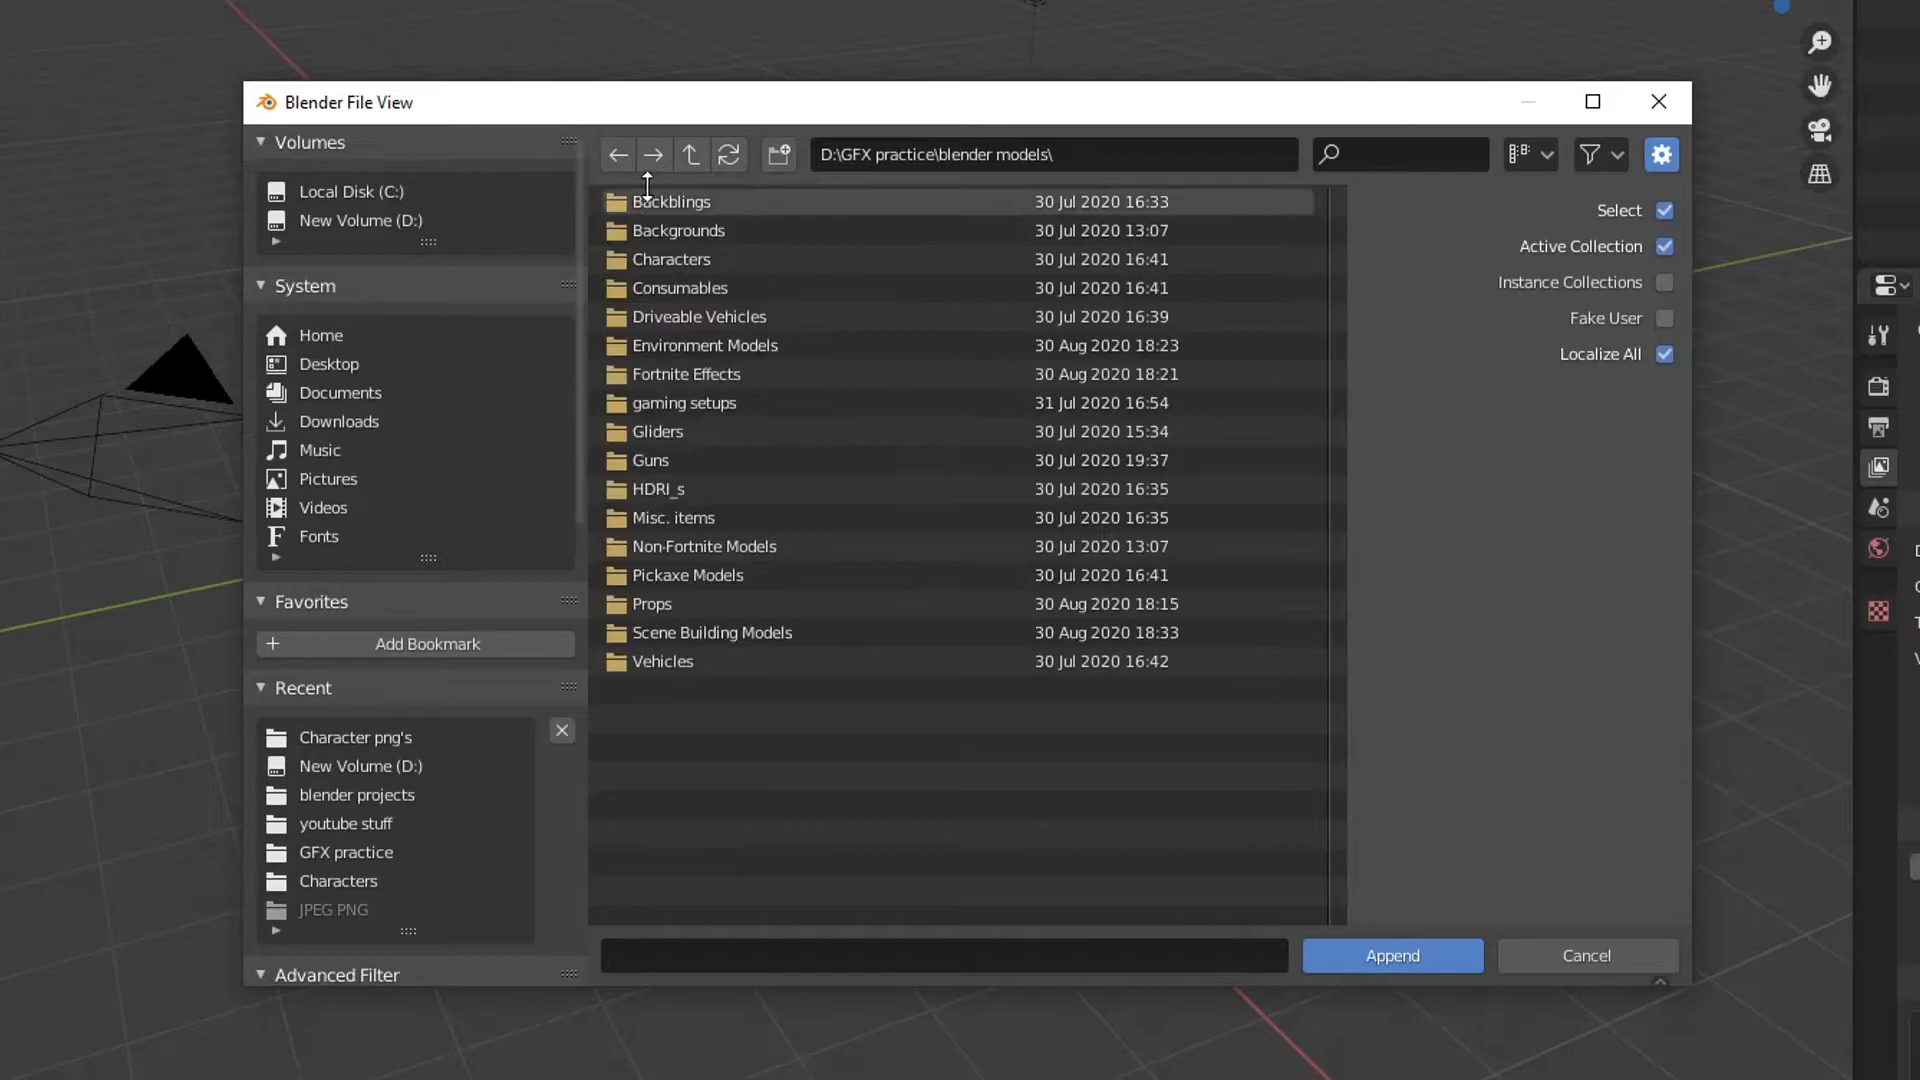 Blender File View
Volumes
Local Disk (C:)
New Volume (D:)
System
Home
Desktop
Documents
Downloads
Music
Pictures
Videos
Fonts
Favorites
Add Bookmark
Recent
Character png's
New Volume (D:)
blender projects
youtube stuff
GFX practice
Characters
JPEG PNG
Advanced Filter
D:\GFX practice\blender models\
Backblings 30 Jul 2020 16:33
Backgrounds 30 Jul 2020 13:07
Characters 30 Jul 2020 16:41
Consumables 30 Jul 2020 16:41
Driveable Vehicles 30 Jul 2020 16:39
Environment Models 30 Aug 2020 18:23
Fortnite Effects 30 Aug 2020 18:21
gaming setups 31 Jul 2020 16:54
Gliders 30 Jul 2020 15:34
Guns 30 Jul 2020 19:37
HDRI_s 30 Jul 2020 16:35
Misc. items 30 Jul 2020 16:35
Non-Fortnite Models 30 Jul 2020 13:07
Pickaxe Models 30 Jul 2020 16:41
Props 30 Aug 2020 18:15
Scene Building Models 30 Aug 2020 18:33
Vehicles 30 Jul 2020 16:42
Select
Active Collection
Instance Collections
Fake User
Localize All
Append
Cancel